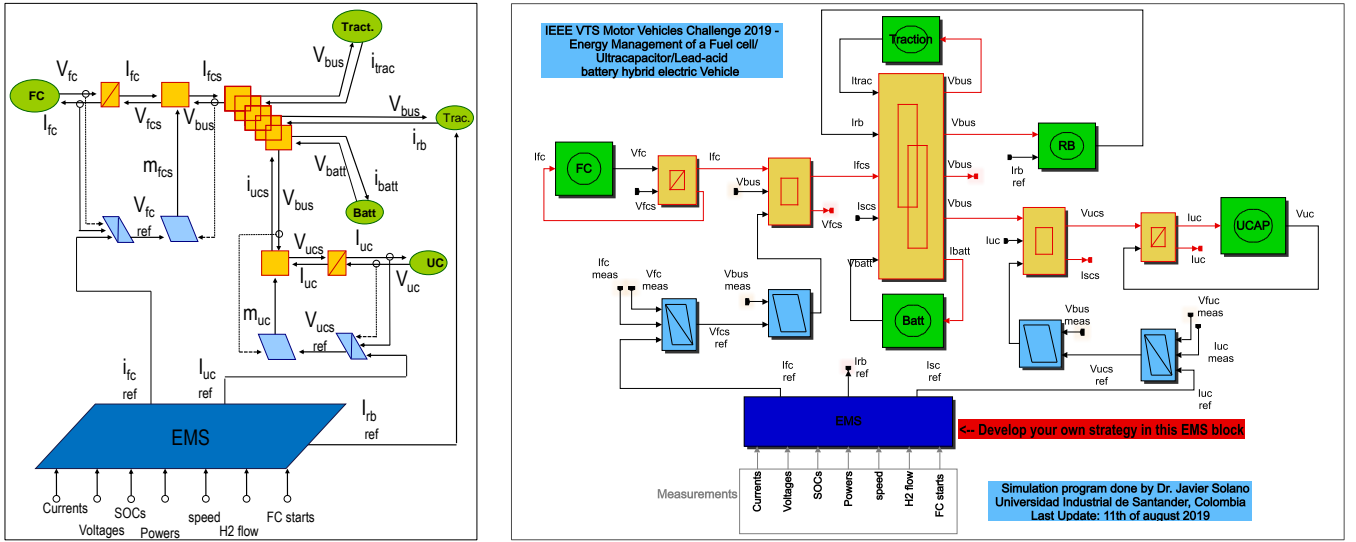 Tract.
V_fc
I_fc
I_fcs
V_bus
i_trac
FC
I_fc
V_fcs
V_bus
V_bus
Trac.
i_rb
m_fcs
V_batt
i_batt
i_ucs
V_bus
Batt
V_fc
ref
V_ucs
I_uc
I_uc
UC
V_uc
m_uc
V_ucs
ref
i_fc
ref
I_uc
ref
I_rb
ref
EMS
Currents
Voltages
SOCs
Powers
speed
H2 flow
FC starts
IEEE VTS Motor Vehicles Challenge 2019 -
Energy Management of a Fuel cell/
Ultracapacitor/Lead-acid
battery hybrid electric Vehicle
Traction
Itrac
Vbus
Irb
Vbus
RB
Irb
ref
Ifc
FC
Vfc
Vfcs
Ifc
Vbus
Vfcs
Ifcs
Vbus
Iscs
Vbus
Iuc
Iscs
Vucs
Iuc
Iuc
UCAP
Vuc
Vbatt
Ibatt
Batt
Ifc
meas
Vfc
meas
Vbus
meas
Vfcs
ref
Vbus
meas
Vfuc
meas
Iuc
meas
Vucs
ref
Iuc
ref
Ifc
ref
Irb
ref
Isc
ref
EMS
<-- Develop your own strategy in this EMS block
Measurements
Currents
Voltages
SOCs
Powers
speed
H2 flow
FC starts
Simulation program done by Dr. Javier Solano
Universidad Industrial de Santander, Colombia
Last Update: 11th of august 2019